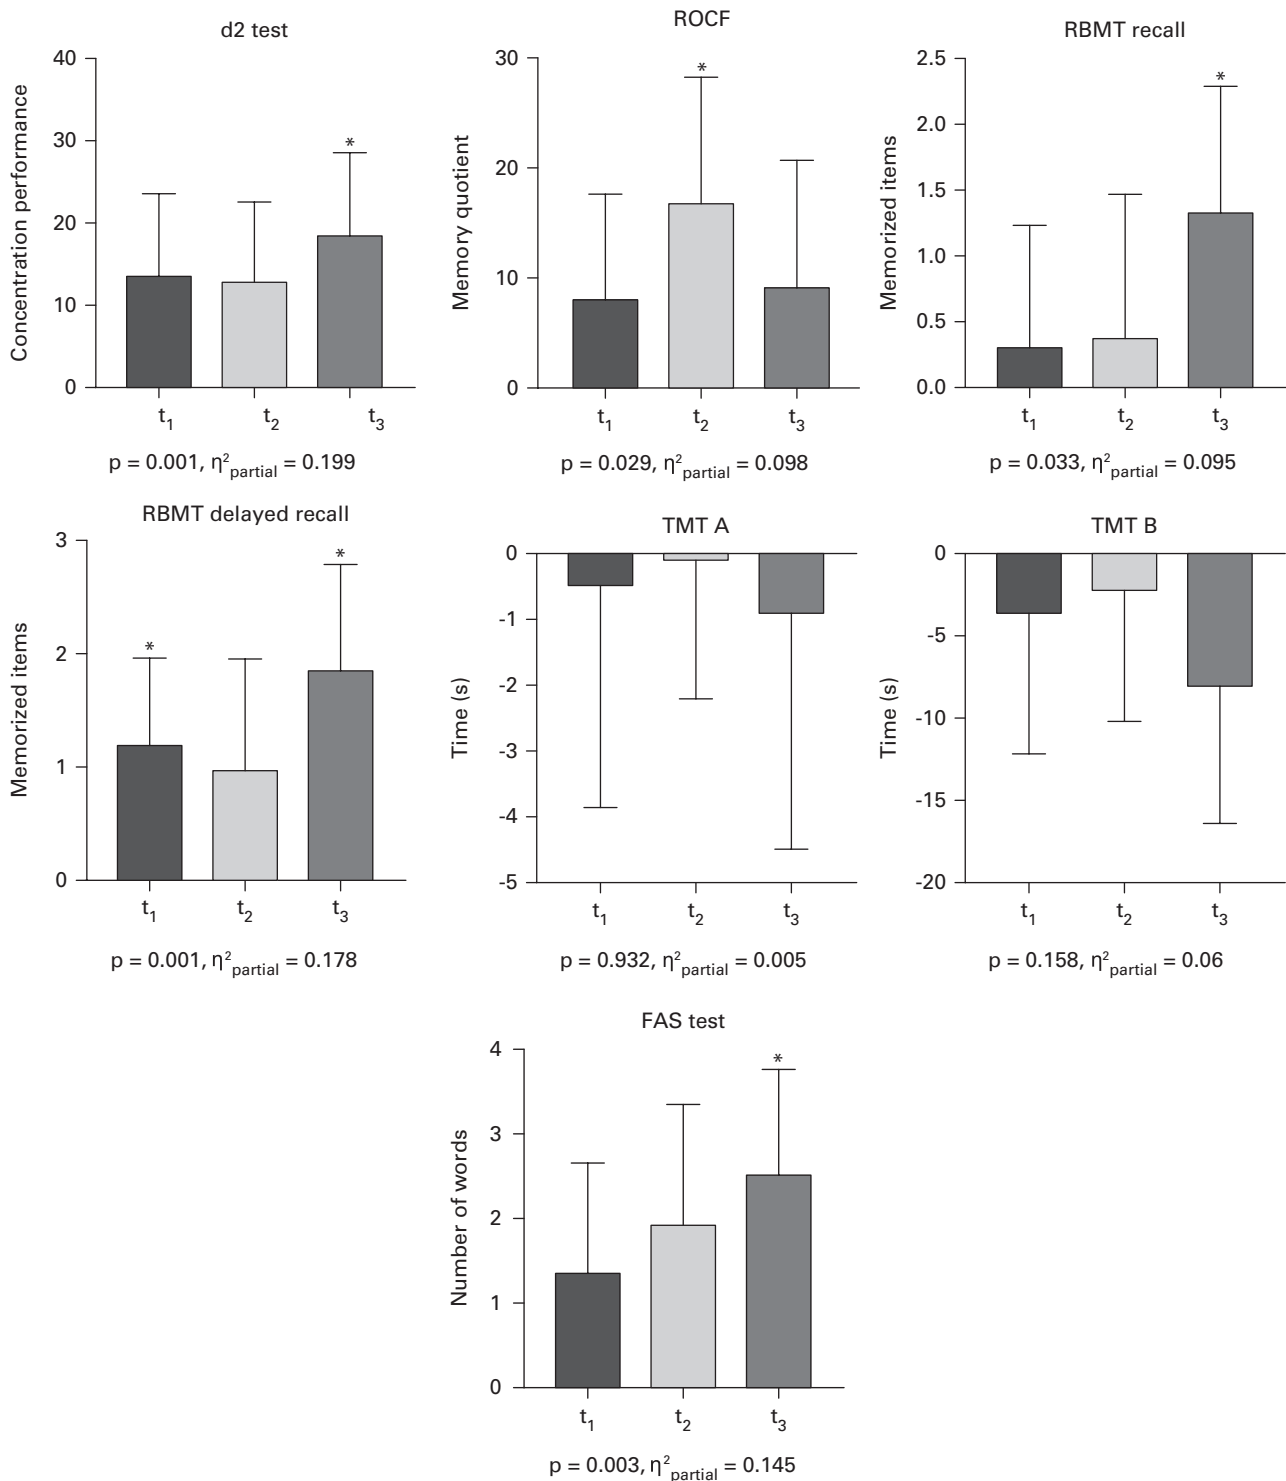 d2 test
Concentration performance
40
30
20
10
0
t₁ t₂ t₃
*
p = 0.001, η²partial = 0.199
ROCF
Memory quotient
30
20
10
0
t₁ t₂ t₃
*
p = 0.029, η²partial = 0.098
RBMT recall
Memorized items
2.5
2.0
1.5
1.0
0.5
0.0
t₁ t₂ t₃
*
p = 0.033, η²partial = 0.095
RBMT delayed recall
Memorized items
3
2
1
0
t₁ t₂ t₃
*
*
p = 0.001, η²partial = 0.178
TMT A
Time (s)
0
-1
-2
-3
-4
-5
t₁ t₂ t₃
p = 0.932, η²partial = 0.005
TMT B
Time (s)
0
-5
-10
-15
-20
t₁ t₂ t₃
p = 0.158, η²partial = 0.06
FAS test
Number of words
4
3
2
1
0
t₁ t₂ t₃
*
p = 0.003, η²partial = 0.145